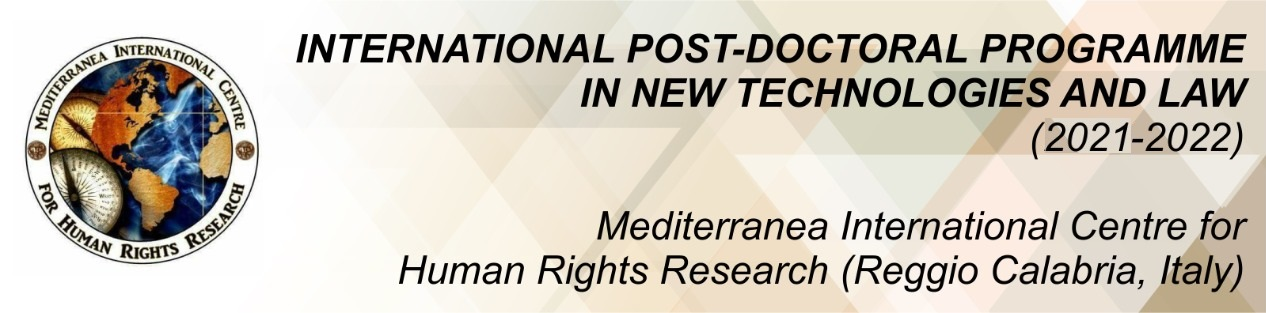 MEDITERRANEA INTERNATIONAL CENTRE
FOR HUMAN RIGHTS RESEARCH
INTERNATIONAL POST-DOCTORAL PROGRAMME
IN NEW TECHNOLOGIES AND LAW
(2021-2022)
Mediterranea International Centre for
Human Rights Research (Reggio Calabria, Italy)